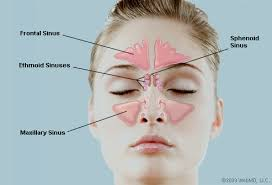 Frontal Sinus
Sphenoid
Sinus
Ethmoid Sinuses
Maxillary Sinus